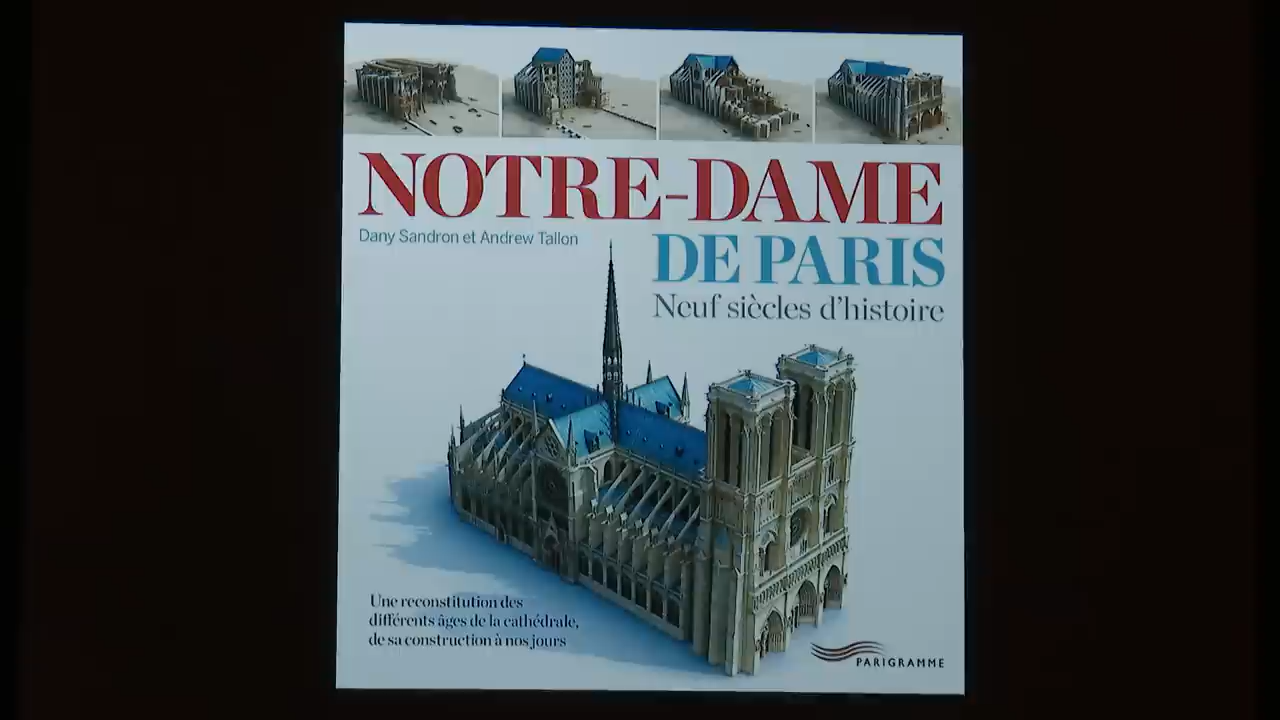 NOTRE-DAME
Dany Sandron et Andrew Tallon
DE PARIS
Neuf siècles d'histoire
Une reconstitution des
différents âges de la cathédrale,
de sa construction à nos jours
PARIGRAMME